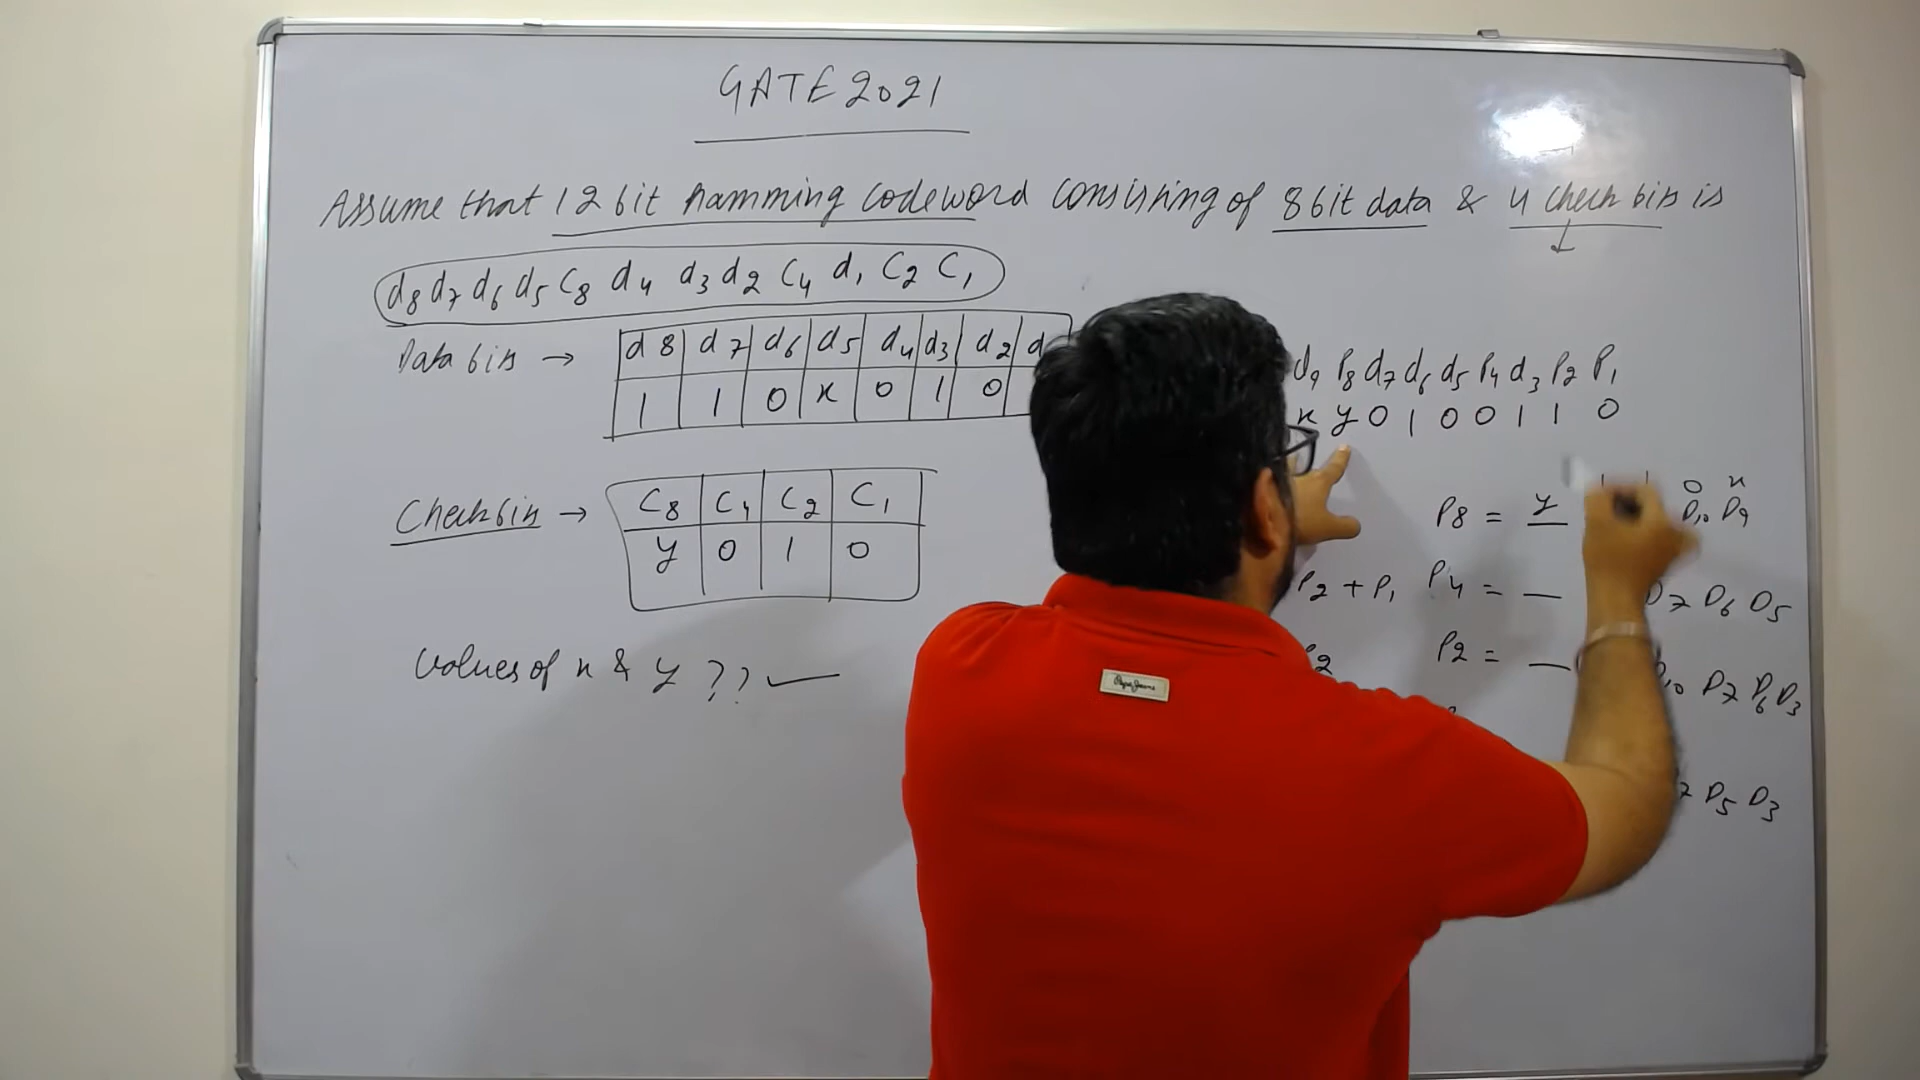 GATE 2021
Assume that 12 bit hamming codeword consisting of 8 bit data & 4 check bits is
d8 d7 d6 d5 C8 d4 d3 d2 C4 d1 C2 C1
Data bits → d8 d7 d6 d5 d4 d3 d2 d
1 1 0 x 0 1 0
Check bits → C8 C4 C2 C1
y 0 1 0
Values of x & y ??
d9 P8 d7 d6 d5 P4 d3 P2 P1
x y 0 1 0 0 1 1 0
0 x
P8 = y D10 D9
P2 + P1 P4 = _ D7 D6 D5
P2 P2 = _ D10 D7 D6 D3
D5 D3
Pepe Jeans